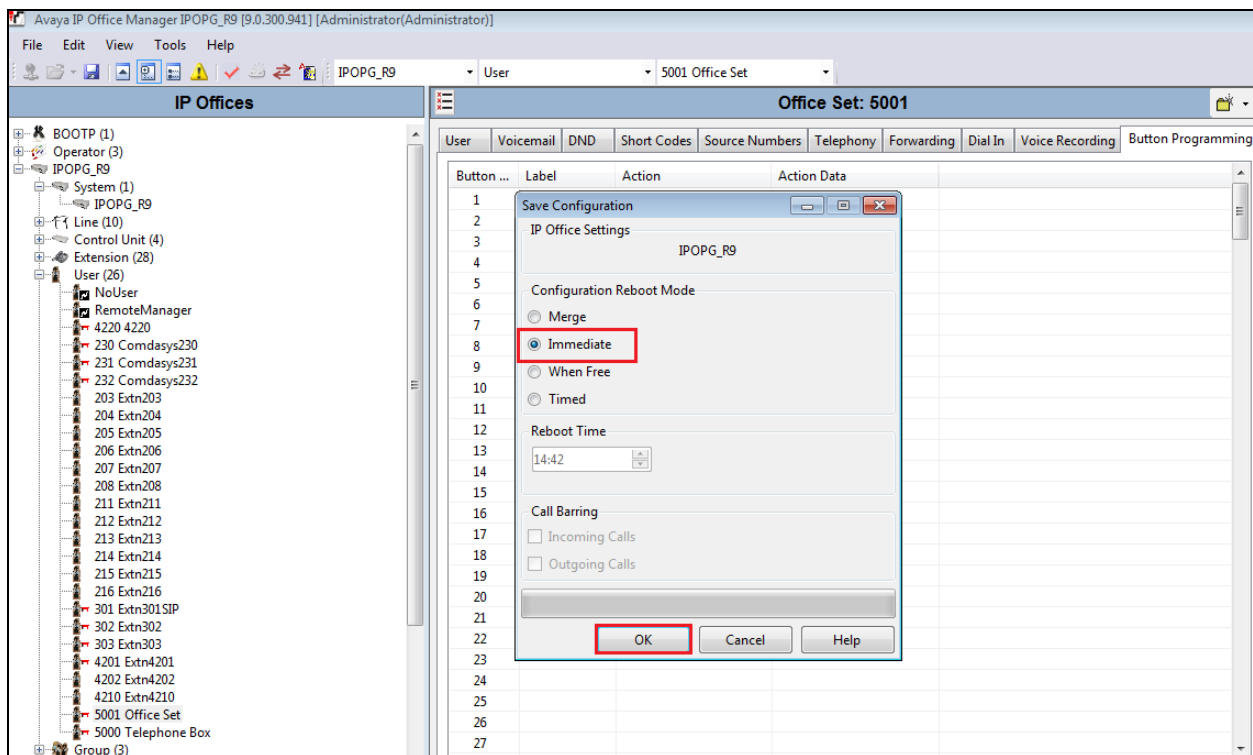 Avaya IP Office Manager IPOPG_R9 [9.0.300.941] [Administrator(Administrator)]
File Edit View Tools Help
IPOPG_R9 User 5001 Office Set
IP Offices
BOOTP (1)
Operator (3)
IPOPG_R9
System (1)
IPOPG_R9
Line (10)
Control Unit (4)
Extension (28)
User (26)
NoUser
RemoteManager
4220 4220
230 Comdasys230
231 Comdasys231
232 Comdasys232
203 Extn203
204 Extn204
205 Extn205
206 Extn206
207 Extn207
208 Extn208
211 Extn211
212 Extn212
213 Extn213
214 Extn214
215 Extn215
216 Extn216
301 Extn301SIP
302 Extn302
303 Extn303
4201 Extn4201
4202 Extn4202
4210 Extn4210
5001 Office Set
5000 Telephone Box
Group (3)
Office Set: 5001
User Voicemail DND Short Codes Source Numbers Telephony Forwarding Dial In Voice Recording Button Programming
Button ... Label Action Action Data
1
2
3
4
5
6
7
8
9
10
11
12
13
14
15
16
17
18
19
20
21
22
23
24
25
26
27
Save Configuration
IP Office Settings
IPOPG_R9
Configuration Reboot Mode
Merge
Immediate
When Free
Timed
Reboot Time
14:42
Call Barring
Incoming Calls
Outgoing Calls
OK Cancel Help